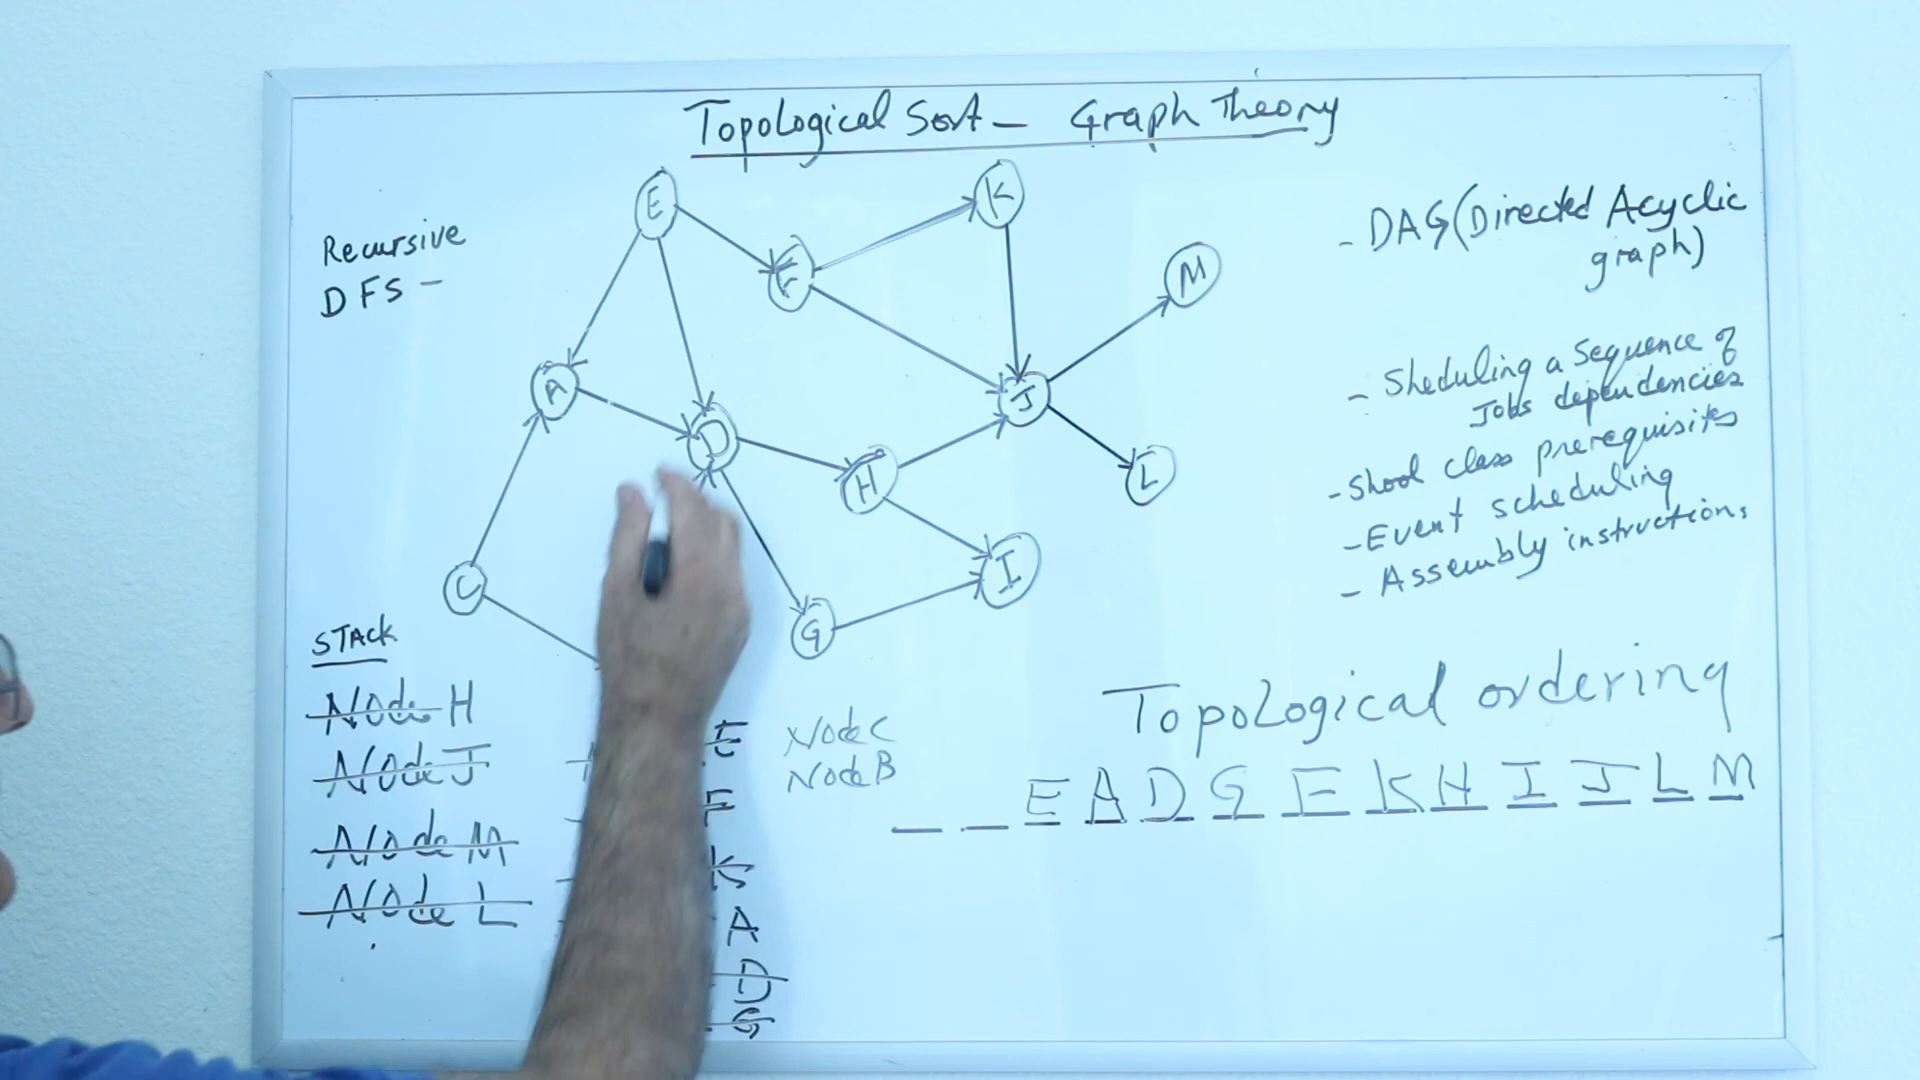 Topological Sort - Graph Theory
Recursive
DFS -
E
K
F
M
A
D
J
H
L
C
I
G
- DAG (Directed Acyclic
graph)
- Sheduling a Sequence of
Jobs dependencies
- Shool class prerequisits
- Event scheduling
- Assembly instructions
STACK
Node H
Node J
Node M
Node L
E
F
K
A
D
G
Node C
Node B
Topological ordering
_ _ E A D G F K H I J L M